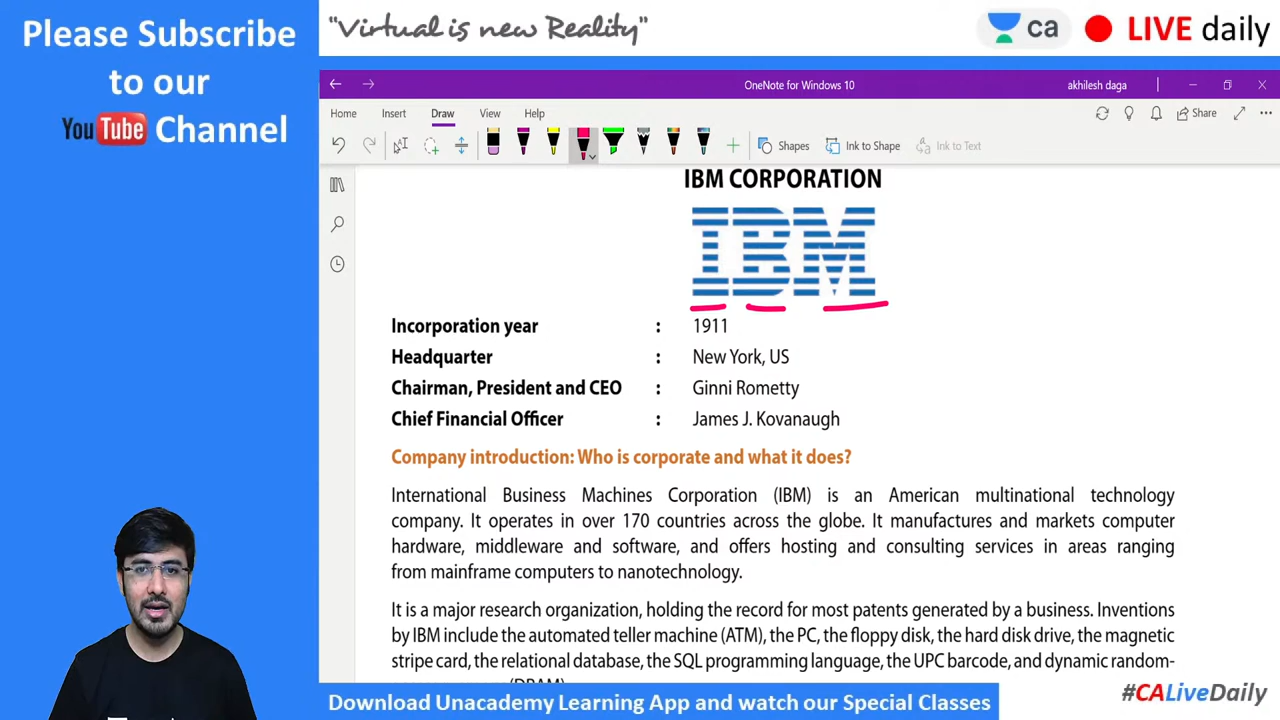 Please Subscribe
to our
YouTube Channel
"Virtual is new Reality"
ca
LIVE daily
OneNote for Windows 10
akhilesh daga
Home Insert Draw View Help
Share
Shapes Ink to Shape Ink to Text
IBM CORPORATION
IBM
Incorporation year : 1911
Headquarter : New York, US
Chairman, President and CEO : Ginni Rometty
Chief Financial Officer : James J. Kovanaugh
Company introduction: Who is corporate and what it does?
International Business Machines Corporation (IBM) is an American multinational technology
company. It operates in over 170 countries across the globe. It manufactures and markets computer
hardware, middleware and software, and offers hosting and consulting services in areas ranging
from mainframe computers to nanotechnology.
It is a major research organization, holding the record for most patents generated by a business. Inventions
by IBM include the automated teller machine (ATM), the PC, the floppy disk, the hard disk drive, the magnetic
stripe card, the relational database, the SQL programming language, the UPC barcode, and dynamic random-
(DRAM)
Download Unacademy Learning App and watch our Special Classes
#CALiveDaily